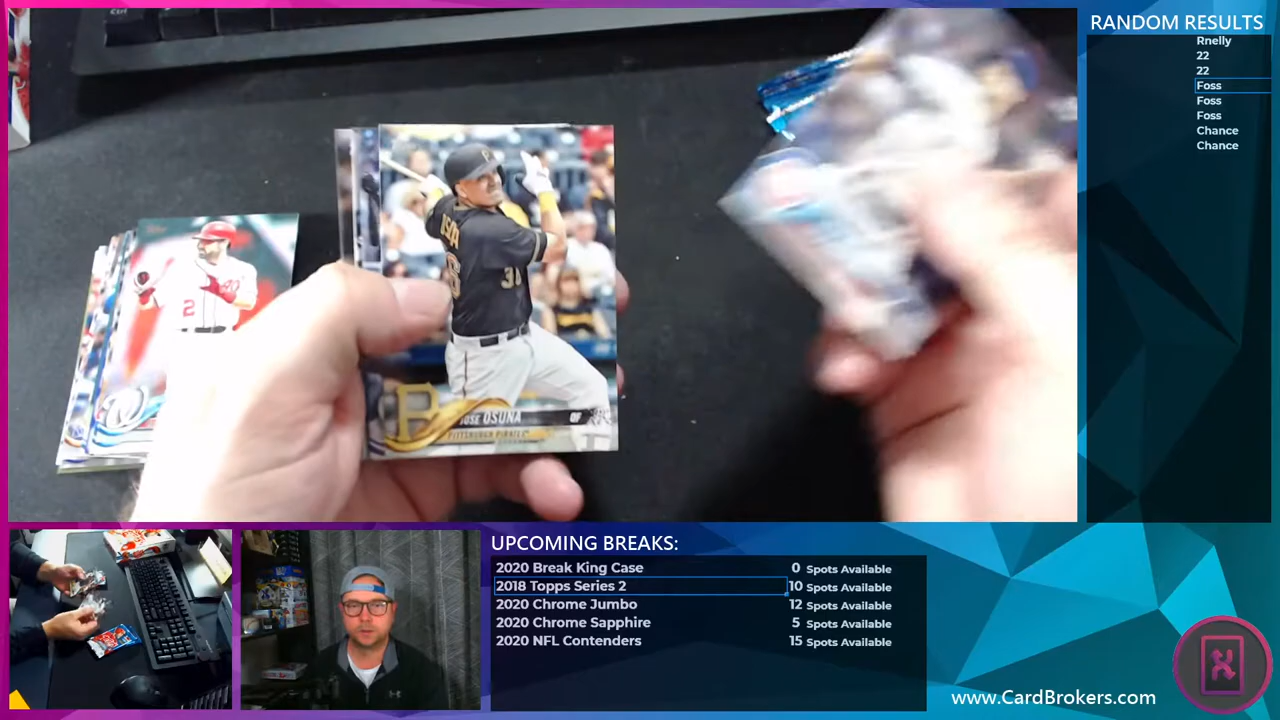 RANDOM RESULTS
Rnelly
22
22
Foss
Foss
Foss
Chance
Chance
2
JOSE OSUNA OF
PITTSBURGH PIRATES
UPCOMING BREAKS:
2020 Break King Case 0 Spots Available
2018 Topps Series 2 10 Spots Available
2020 Chrome Jumbo 12 Spots Available
2020 Chrome Sapphire 5 Spots Available
2020 NFL Contenders 15 Spots Available
www.CardBrokers.com